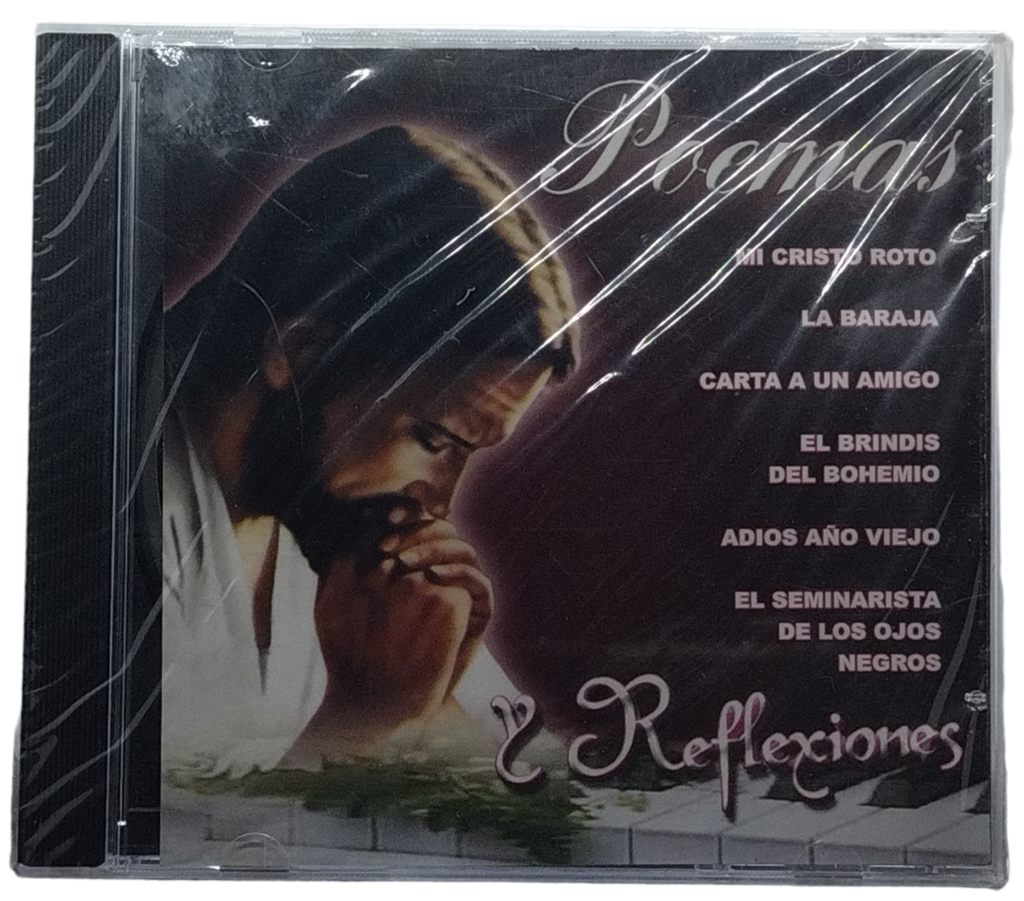 Poemas
MI CRISTO ROTO
LA BARAJA
CARTA A UN AMIGO
EL BRINDIS
DEL BOHEMIO
ADIOS AÑO VIEJO
EL SEMINARISTA
DE LOS OJOS
NEGROS
Y Reflexiones